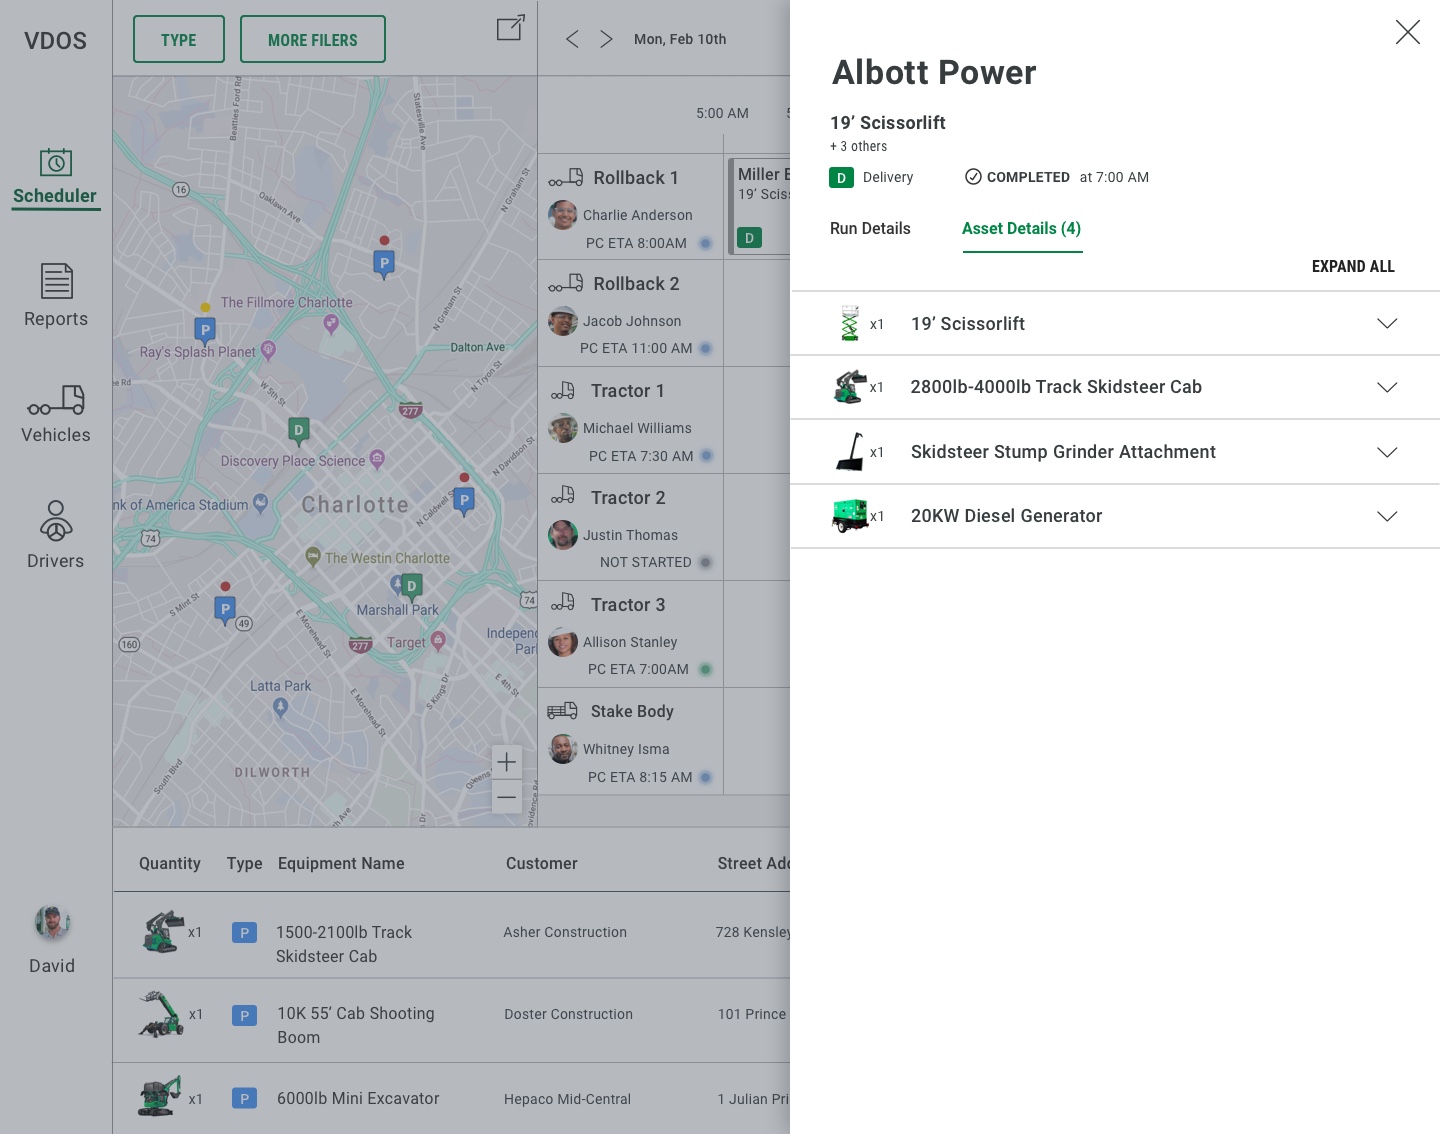 VDOS
TYPE
MORE FILERS
Mon, Feb 10th
Scheduler
Reports
Vehicles
Drivers
David
Beatties Ford Rd
Statesville Ave
16
Oaklawn Ave
N Graham St
P
The Fillmore Charlotte
N Graham St
P
Ray's Splash Planet
Dalton Ave
ee Rd
W 5th St
N Tryon St
277
D
Discovery Place Science
N Davidson St
nk of America Stadium
Charlotte
P
N Caldwell St
74
The Westin Charlotte
D
P
S Mint St
49
Marshall Park
74
E Morehead St
160
277
Target
Independ
Parl
Latta Park
S Kings Dr
E 4th St
E Morehead St
DILWORTH
South Blvd
Queens
5:00 AM
Rollback 1
Charlie Anderson
PC ETA 8:00AM
Miller
19’ Sciss
D
Rollback 2
Jacob Johnson
PC ETA 11:00 AM
Tractor 1
Michael Williams
PC ETA 7:30 AM
Tractor 2
Justin Thomas
NOT STARTED
Tractor 3
Allison Stanley
PC ETA 7:00AM
Stake Body
Whitney Isma
PC ETA 8:15 AM
Quantity Type Equipment Name Customer Street Add
x1 P 1500-2100lb Track Asher Construction 728 Kensley
Skidsteer Cab
x1 P 10K 55’ Cab Shooting Doster Construction 101 Prince
Boom
x1 P 6000lb Mini Excavator Hepaco Mid-Central 1 Julian Pri
Albott Power
19’ Scissorlift
+ 3 others
D Delivery COMPLETED at 7:00 AM
Run Details Asset Details (4)
EXPAND ALL
x1 19’ Scissorlift
x1 2800lb-4000lb Track Skidsteer Cab
x1 Skidsteer Stump Grinder Attachment
x1 20KW Diesel Generator